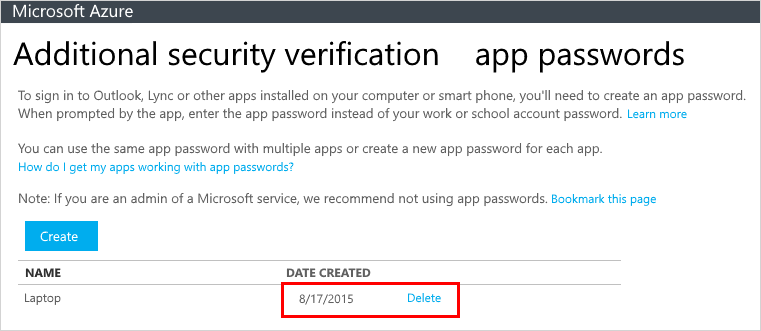 Microsoft Azure
Additional security verification app passwords
To sign in to Outlook, Lync or other apps installed on your computer or smart phone, you'll need to create an app password.
When prompted by the app, enter the app password instead of your work or school account password. Learn more
You can use the same app password with multiple apps or create a new app password for each app.
How do I get my apps working with app passwords?
Note: If you are an admin of a Microsoft service, we recommend not using app passwords. Bookmark this page
Create
NAME DATE CREATED
Laptop 8/17/2015 Delete